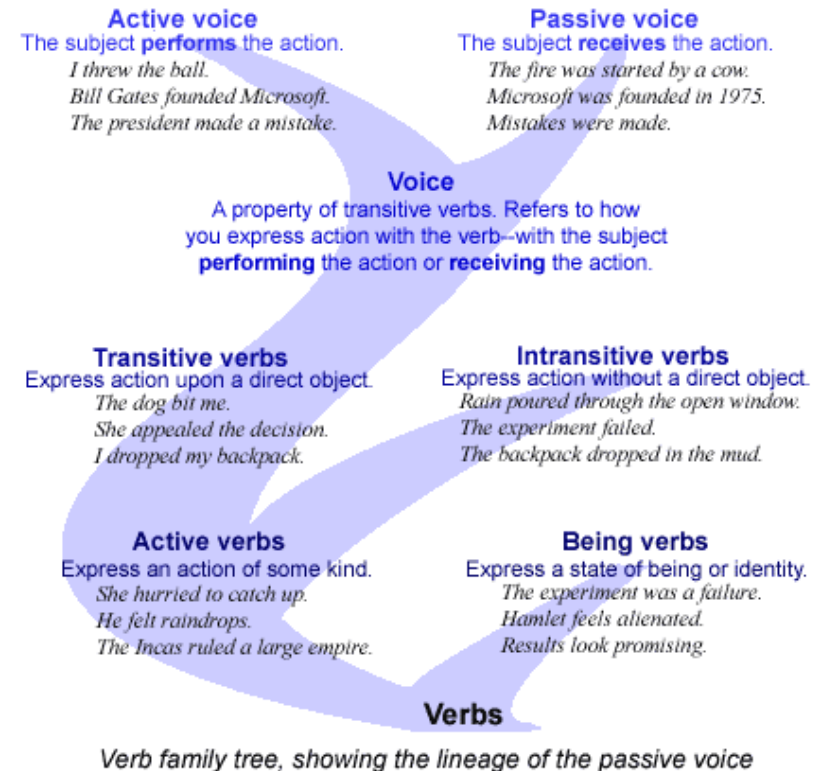 Active voice
The subject performs the action.
I threw the ball.
Bill Gates founded Microsoft.
The president made a mistake.
Passive voice
The subject receives the action.
The fire was started by a cow.
Microsoft was founded in 1975.
Mistakes were made.
Voice
A property of transitive verbs. Refers to how
you express action with the verb--with the subject
performing the action or receiving the action.
Transitive verbs
Express action upon a direct object.
The dog bit me.
She appealed the decision.
I dropped my backpack.
Intransitive verbs
Express action without a direct object.
Rain poured through the open window.
The experiment failed.
The backpack dropped in the mud.
Active verbs
Express an action of some kind.
She hurried to catch up.
He felt raindrops.
The Incas ruled a large empire.
Being verbs
Express a state of being or identity.
The experiment was a failure.
Hamlet feels alienated.
Results look promising.
Verbs
Verb family tree, showing the lineage of the passive voice